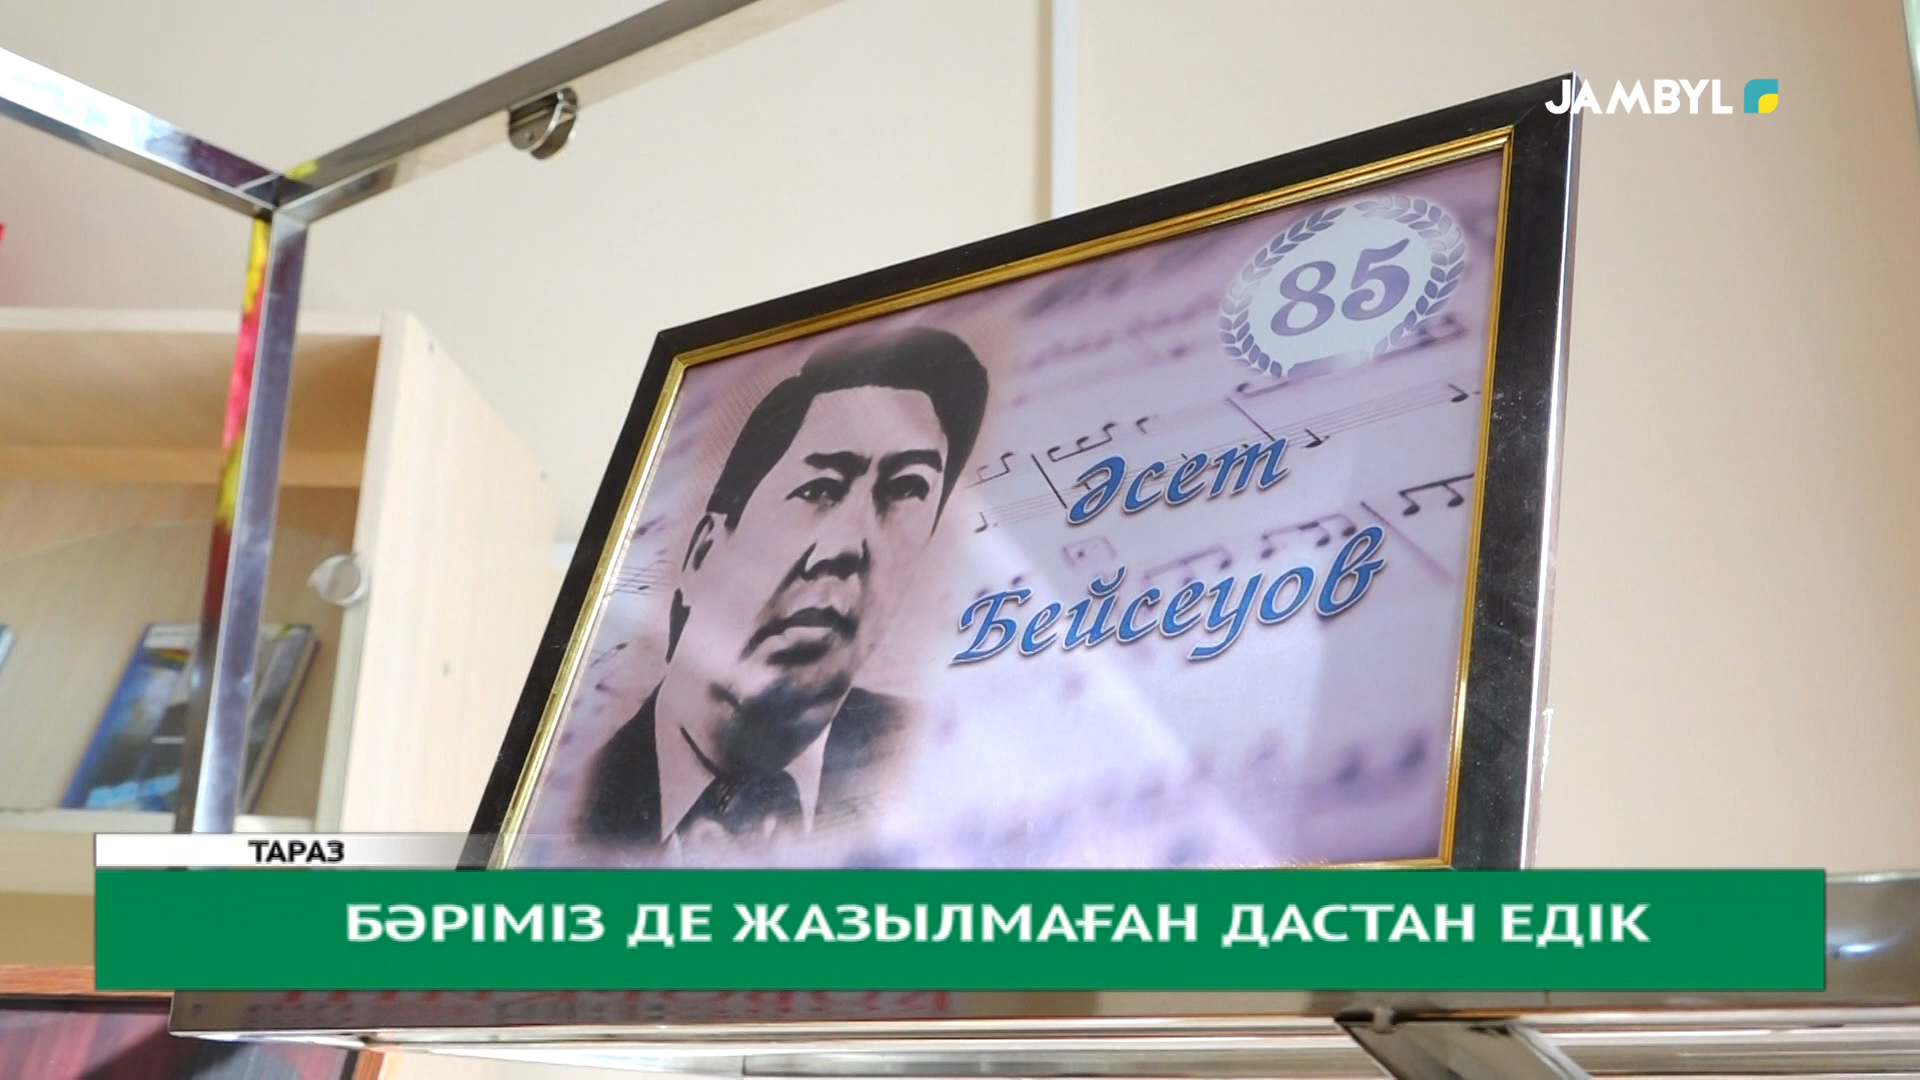 JAMBYL
85
Әсет
Бейсеуов
ТАРАЗ
БӘРІМІЗ ДЕ ЖАЗЫЛМАҒАН ДАСТАН ЕДІК